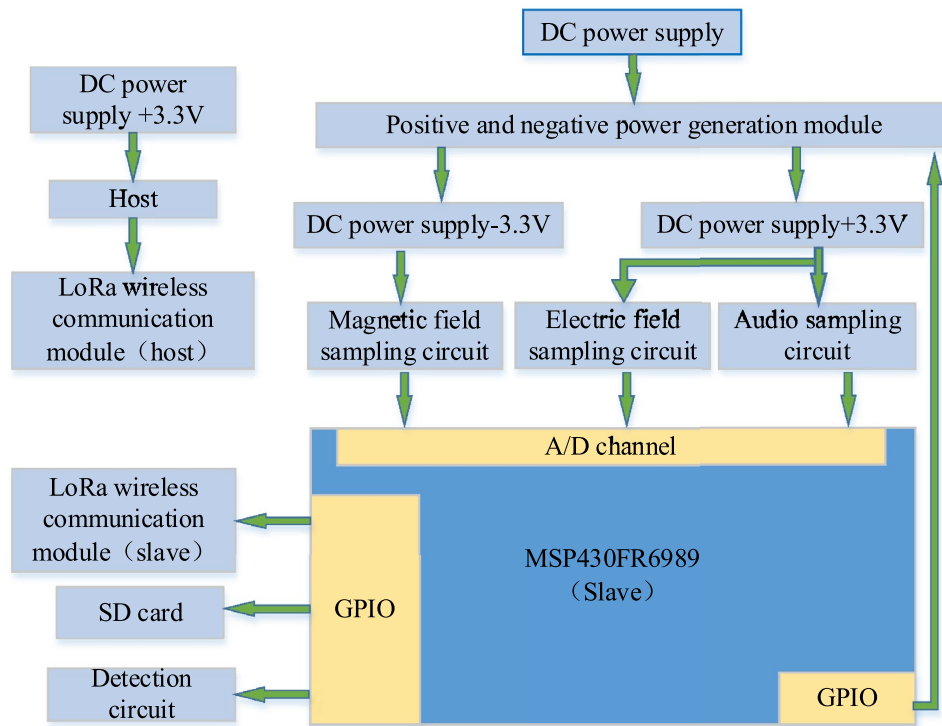 DC power supply
DC power
supply +3.3V
Positive and negative power generation module
Host
DC power supply-3.3V
DC power supply+3.3V
LoRa wireless
communication
module（host）
Magnetic field
sampling circuit
Electric field
sampling circuit
Audio sampling
circuit
A/D channel
LoRa wireless
communication
module（slave）
MSP430FR6989
（Slave）
SD card
GPIO
Detection
circuit
GPIO